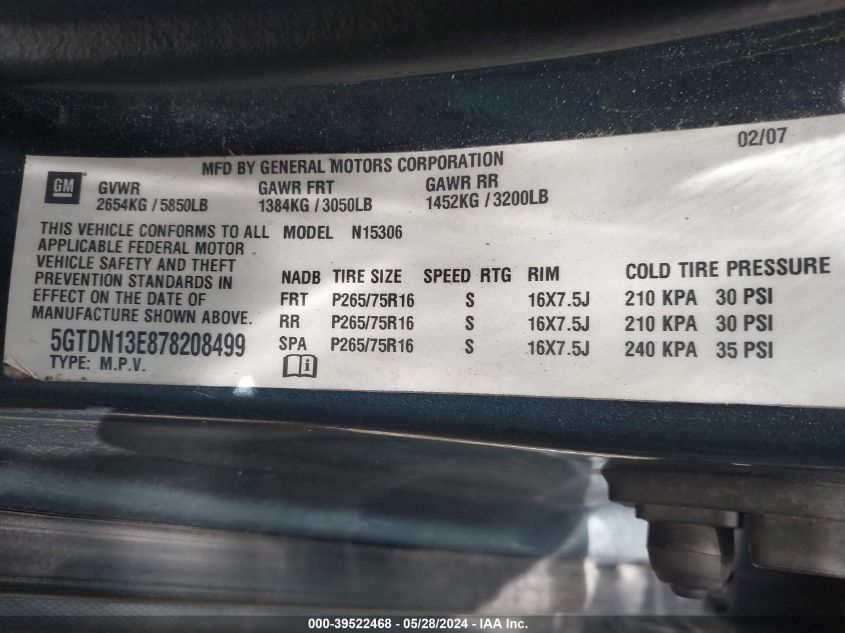 02/07
MFD BY GENERAL MOTORS CORPORATION
GM
GVWR GAWR FRT GAWR RR
2654KG / 5850LB 1384KG / 3050LB 1452KG / 3200LB
THIS VEHICLE CONFORMS TO ALL MODEL N15306
APPLICABLE FEDERAL MOTOR
VEHICLE SAFETY AND THEFT
PREVENTION STANDARDS IN
EFFECT ON THE DATE OF
MANUFACTURE SHOWN ABOVE.
NADB TIRE SIZE SPEED RTG RIM COLD TIRE PRESSURE
FRT P265/75R16 S 16X7.5J 210 KPA 30 PSI
RR P265/75R16 S 16X7.5J 210 KPA 30 PSI
SPA P265/75R16 S 16X7.5J 240 KPA 35 PSI
5GTDN13E878208499
TYPE: M.P.V.
000-39522468 - 05/28/2024 - IAA Inc.